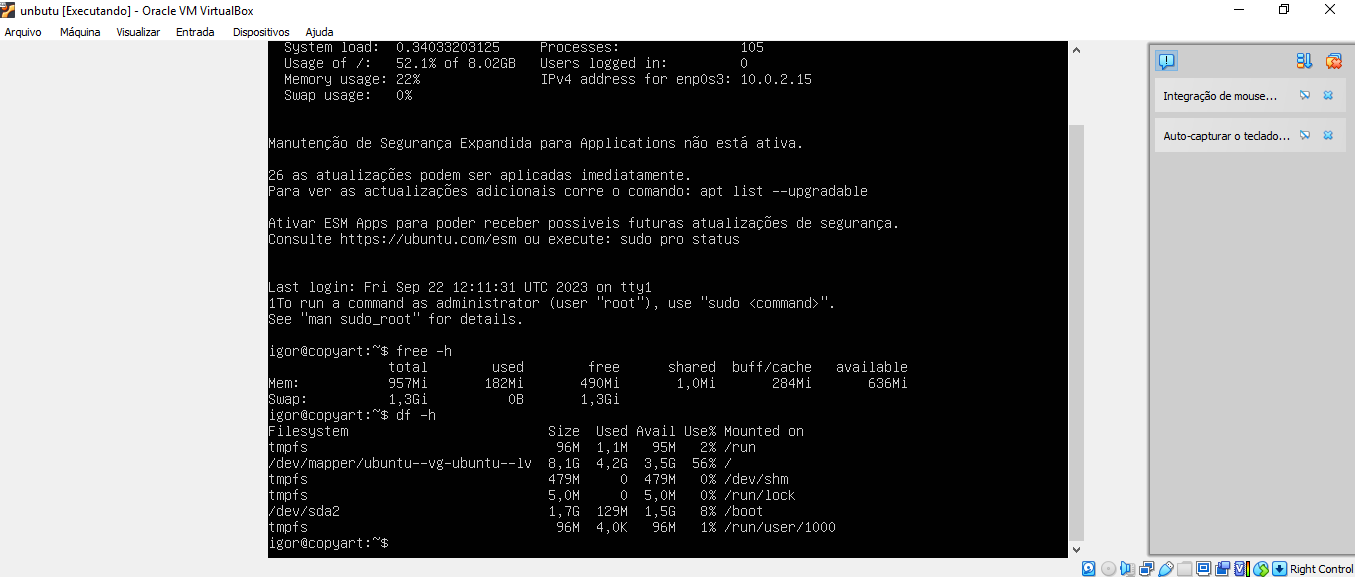 unbutu [Executando] - Oracle VM VirtualBox
Arquivo Máquina Visualizar Entrada Dispositivos Ajuda
System load: 0.34033203125 Processes: 105
Usage of /: 52.1% of 8.02GB Users logged in: 0
Memory usage: 22% IPv4 address for enp0s3: 10.0.2.15
Swap usage: 0%
Manutenção de Segurança Expandida para Applications não está ativa.
26 as atualizações podem ser aplicadas imediatamente.
Para ver as actualizações adicionais corre o comando: apt list --upgradable
Ativar ESM Apps para poder receber possiveis futuras atualizações de segurança.
Consulte https://ubuntu.com/esm ou execute: sudo pro status
Last login: Fri Sep 22 12:11:31 UTC 2023 on tty1
1To run a command as administrator (user "root"), use "sudo <command>".
See "man sudo_root" for details.
igor@copyart:~$ free -h
total used free shared buff/cache available
Mem: 957Mi 182Mi 490Mi 1,0Mi 284Mi 636Mi
Swap: 1,3Gi 0B 1,3Gi
igor@copyart:~$ df -h
Filesystem Size Used Avail Use% Mounted on
tmpfs 96M 1,1M 95M 2% /run
/dev/mapper/ubuntu--vg-ubuntu--lv 8,1G 4,2G 3,5G 56% /
tmpfs 479M 0 479M 0% /dev/shm
tmpfs 5,0M 0 5,0M 0% /run/lock
/dev/sda2 1,7G 129M 1,5G 8% /boot
tmpfs 96M 4,0K 96M 1% /run/user/1000
igor@copyart:~$
Integração de mouse...
Auto-capturar o teclado...
Right Control